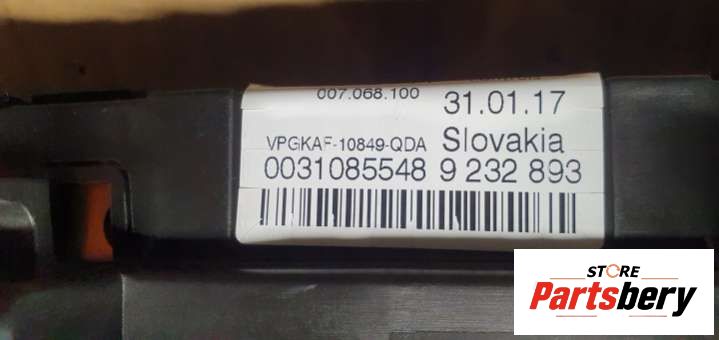 007.068.100 31.01.17
VPGKAF-10849-QDA Slovakia
0031085548 9 232 893
STORE
Partsbery